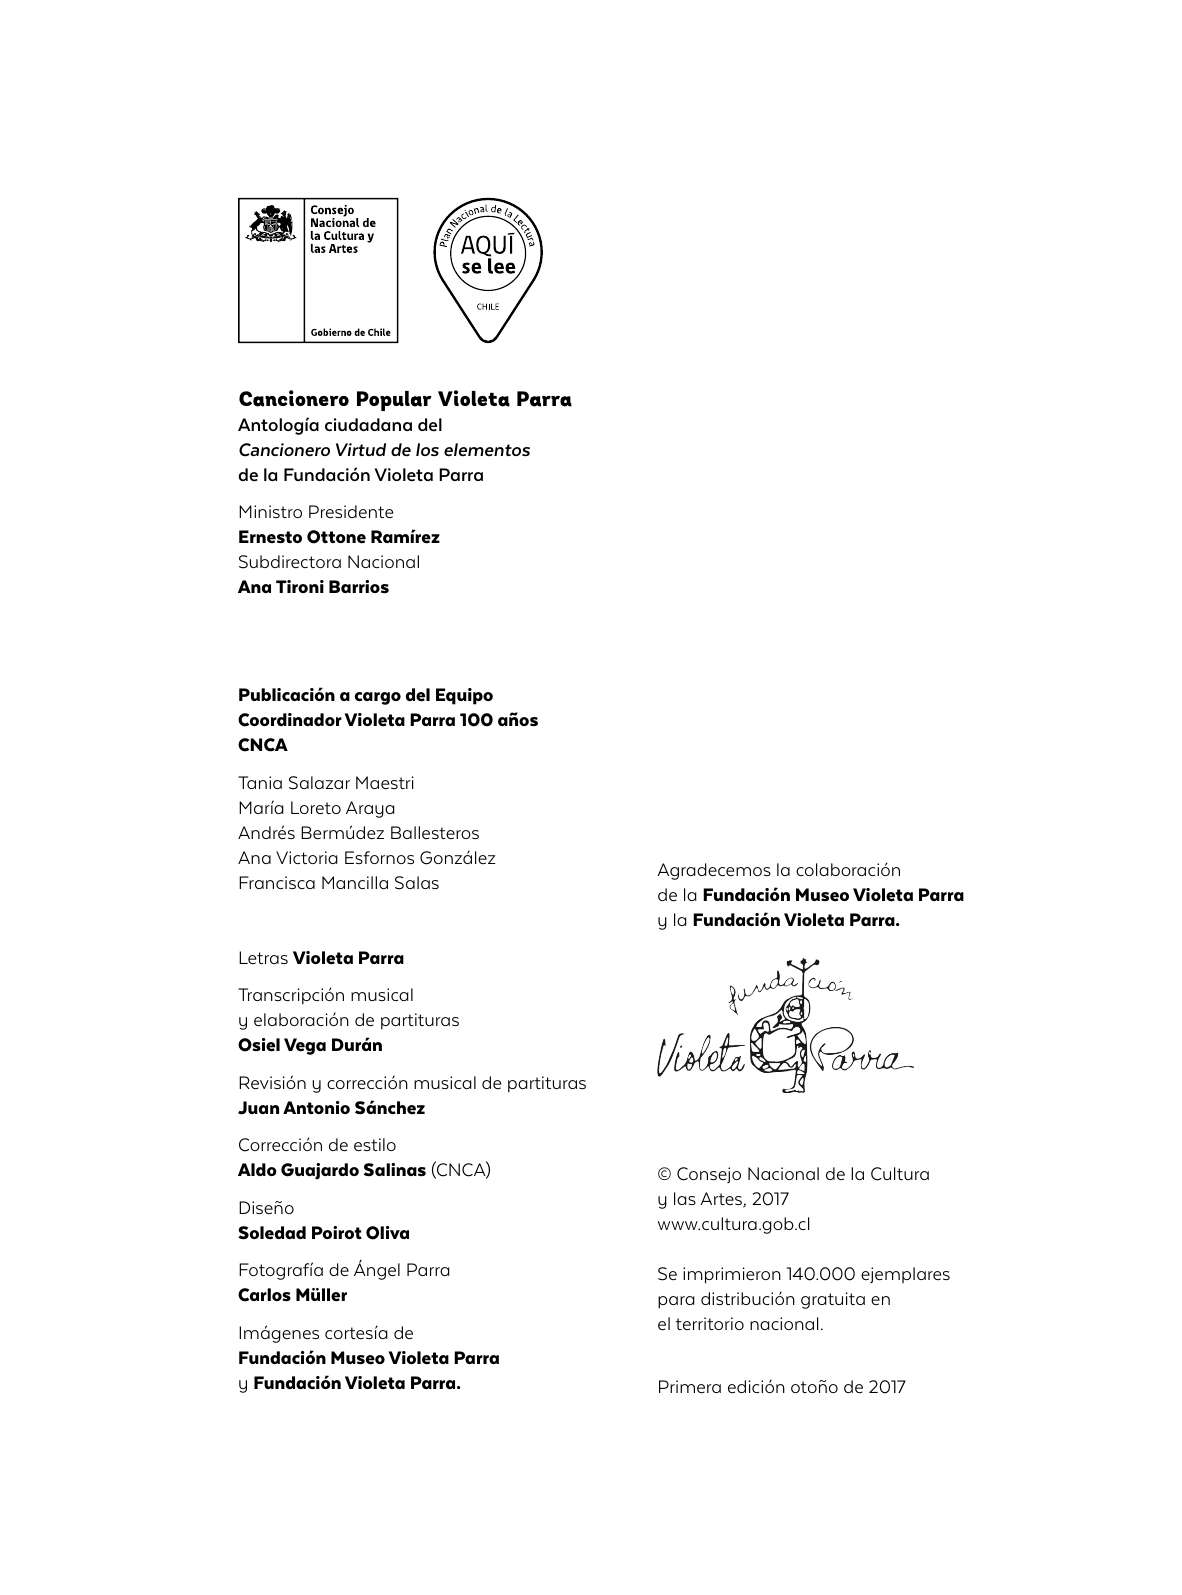 Consejo
Nacional de
la Cultura y
las Artes
Gobierno de Chile
Plan Nacional de la Lectura
AQUĪ
se lee
CHILE
Cancionero Popular Violeta Parra
Antología ciudadana del
Cancionero Virtud de los elementos
de la Fundación Violeta Parra
Ministro Presidente
Ernesto Ottone Ramírez
Subdirectora Nacional
Ana Tironi Barrios
Publicación a cargo del Equipo
Coordinador Violeta Parra 100 años
CNCA
Tania Salazar Maestri
María Loreto Araya
Andrés Bermúdez Ballesteros
Ana Victoria Esfornos González
Francisca Mancilla Salas
Letras Violeta Parra
Transcripción musical
y elaboración de partituras
Osiel Vega Durán
Revisión y corrección musical de partituras
Juan Antonio Sánchez
Corrección de estilo
Aldo Guajardo Salinas (CNCA)
Diseño
Soledad Poirot Oliva
Fotografía de Ángel Parra
Carlos Müller
Imágenes cortesía de
Fundación Museo Violeta Parra
y Fundación Violeta Parra.
Agradecemos la colaboración
de la Fundación Museo Violeta Parra
y la Fundación Violeta Parra.
fundación
Violeta Parra
© Consejo Nacional de la Cultura
y las Artes, 2017
www.cultura.gob.cl
Se imprimieron 140.000 ejemplares
para distribución gratuita en
el territorio nacional.
Primera edición otoño de 2017